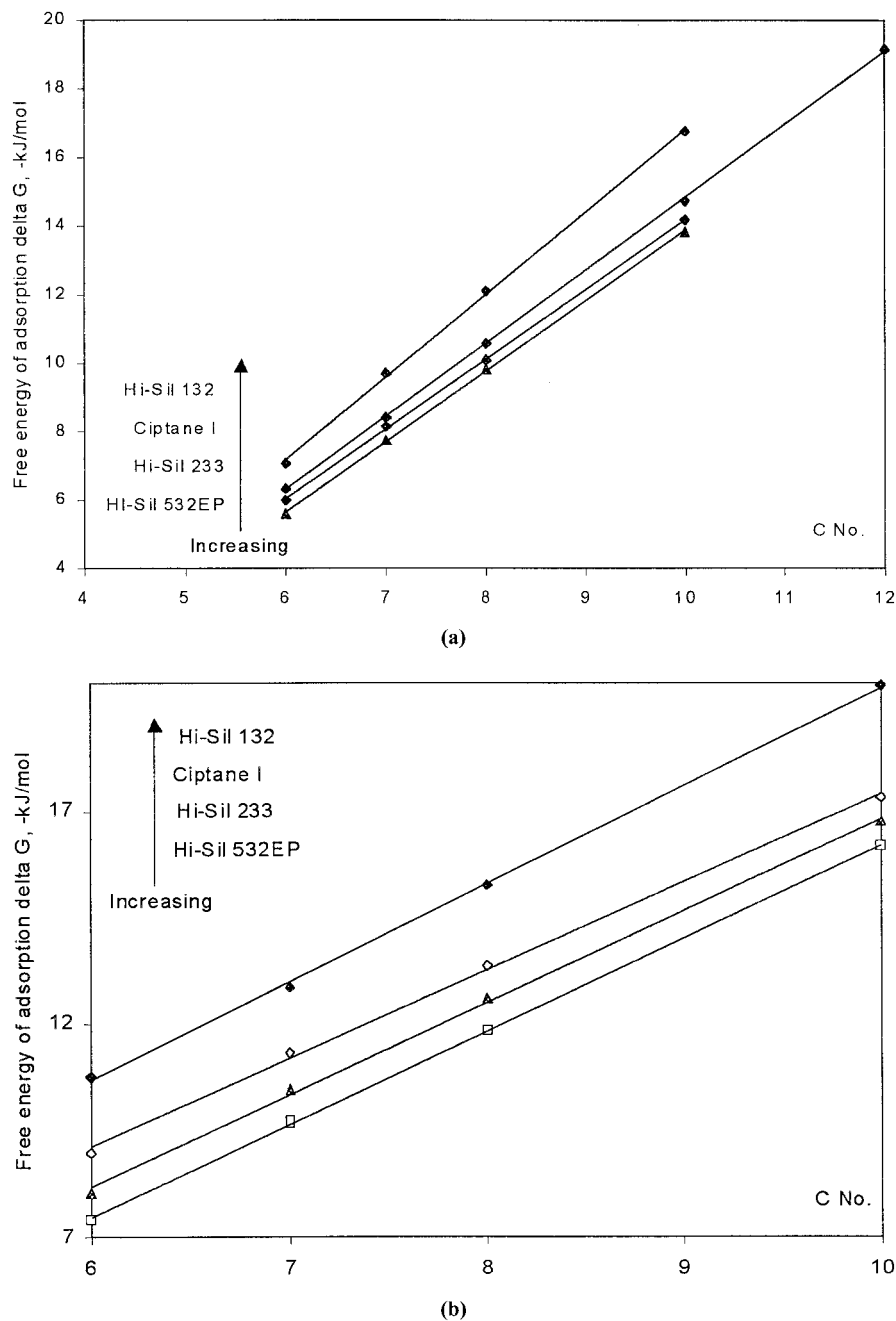 Free energy of adsorption delta G, -kJ/mol
20
18
16
14
12
10
8
6
4
Hi-Sil 132
Ciptane I
Hi-Sil 233
HI-Sil 532EP
Increasing
C No.
4 5 6 7 8 10 11 12
(a)
Free energy of adsorption delta G, -kJ/mol
17
12
7
Hi-Sil 132
Ciptane I
Hi-Sil 233
Hi-Sil 532EP
Increasing
C No.
6 7 8 9 10
(b)